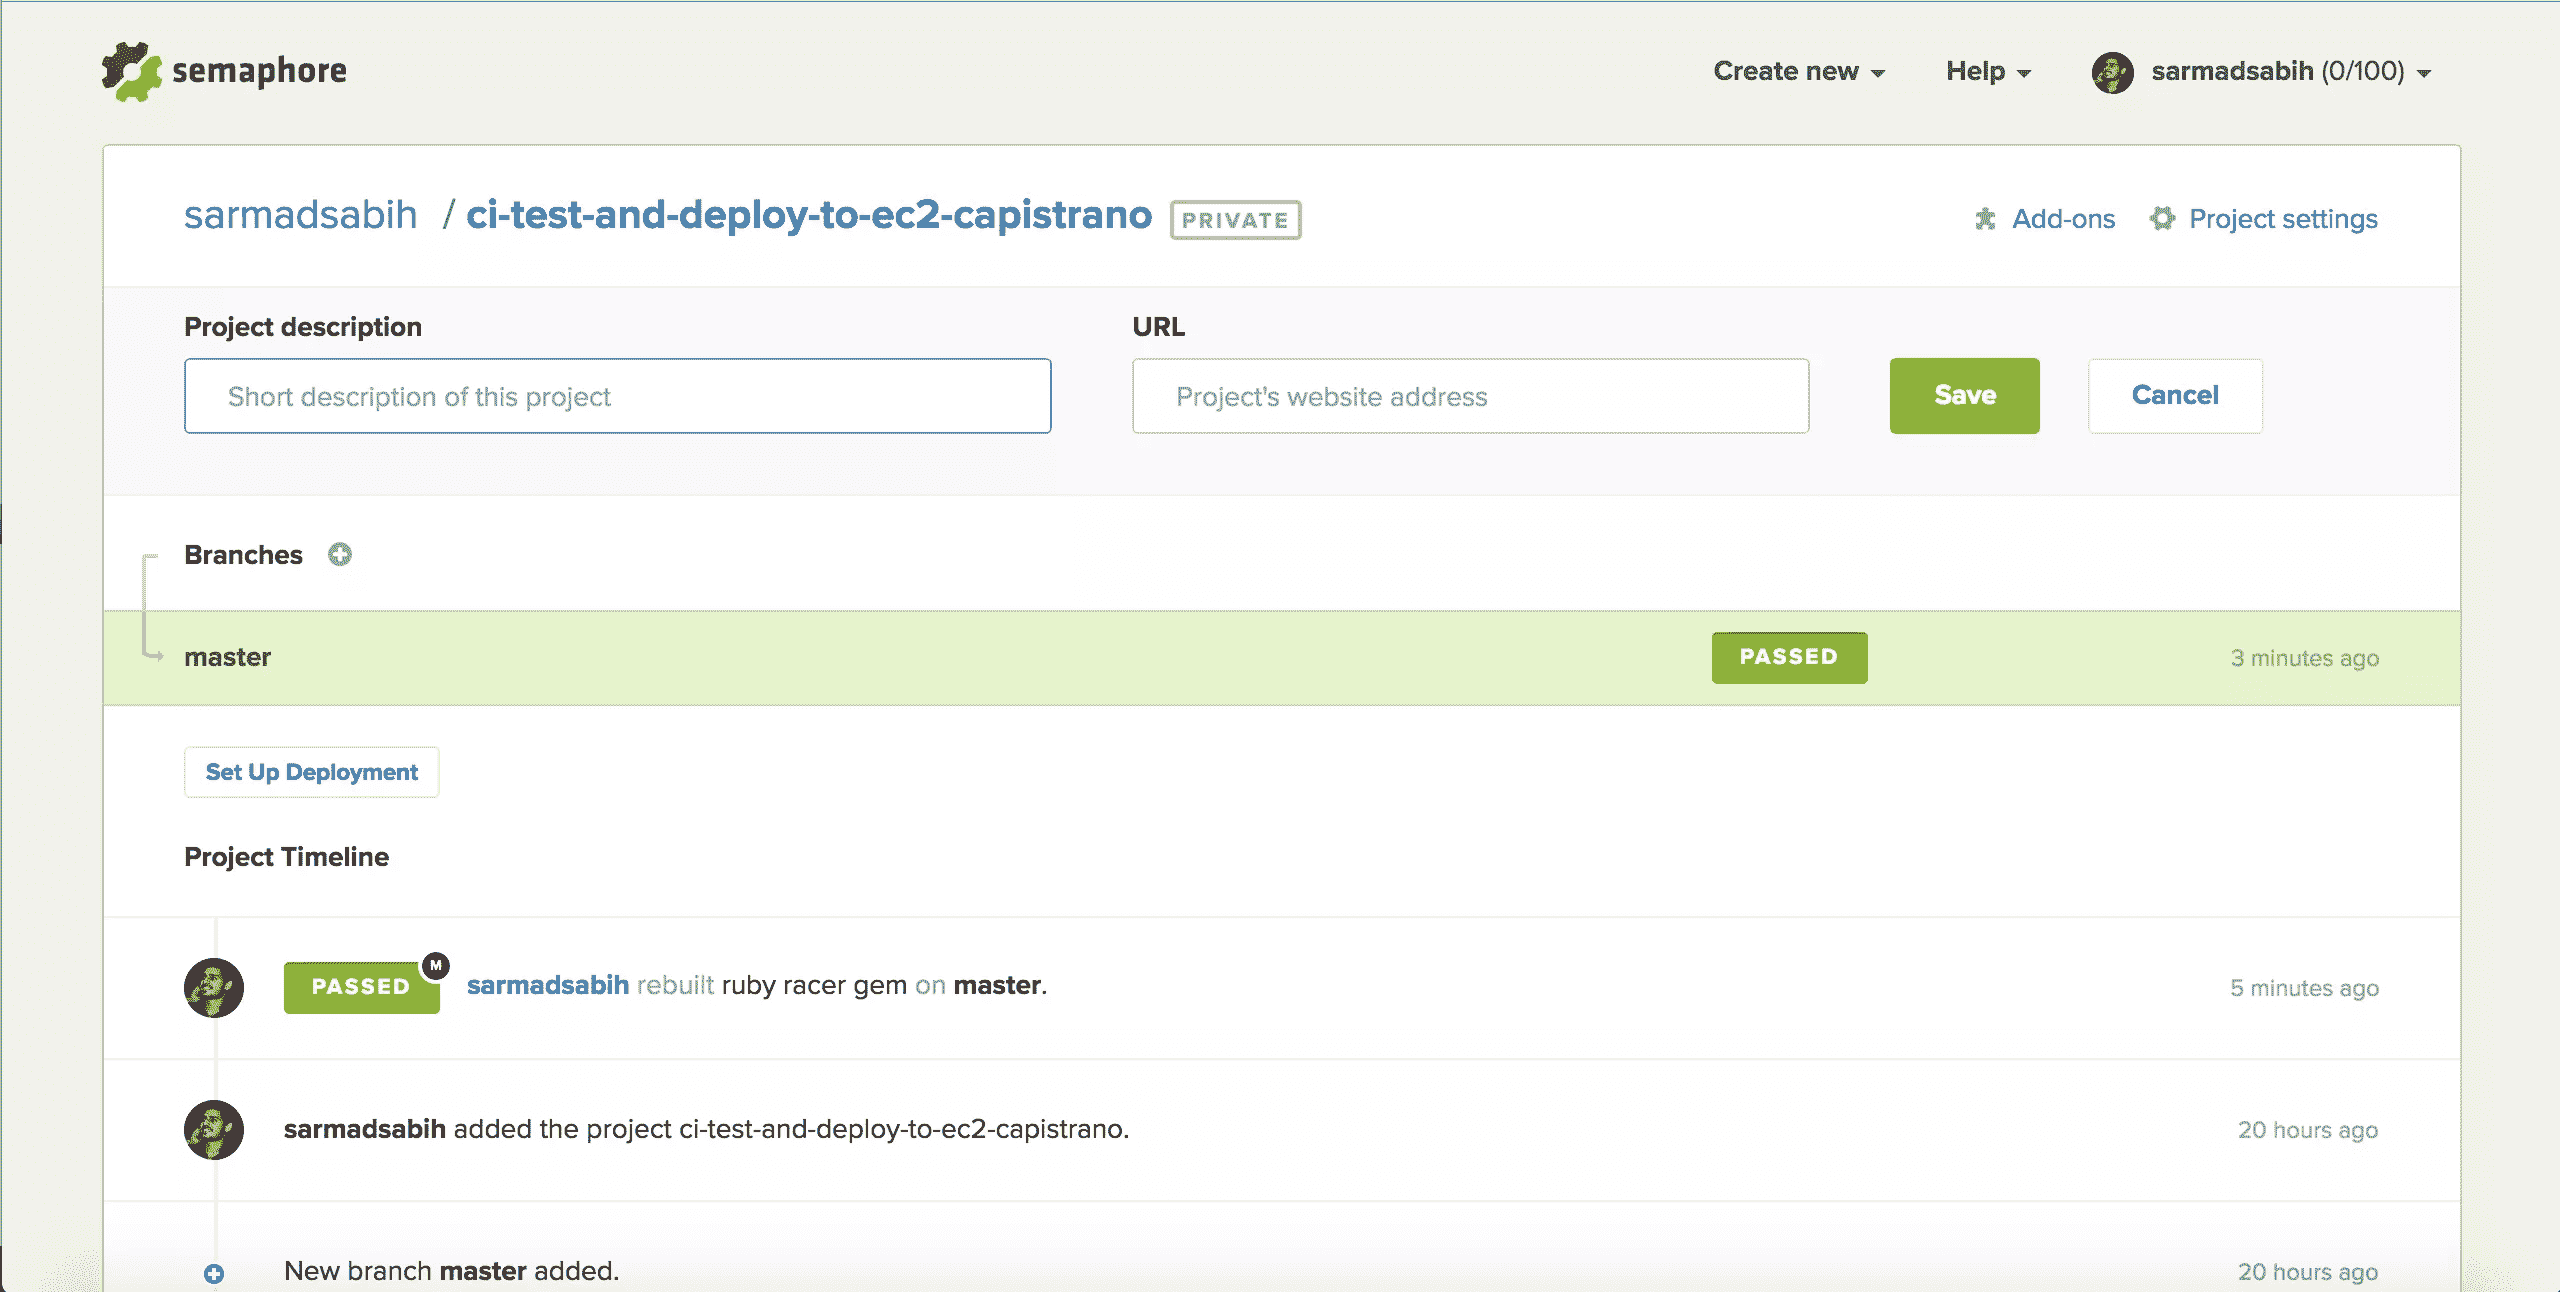 semaphore
Create new
Help
sarmadsabih (0/100)
sarmadsabih / ci-test-and-deploy-to-ec2-capistrano PRIVATE
Add-ons
Project settings
Project description
URL
Short description of this project
Project's website address
Save
Cancel
Branches
master
PASSED
3 minutes ago
Set Up Deployment
Project Timeline
PASSED
M
sarmadsabih rebuilt ruby racer gem on master.
5 minutes ago
sarmadsabih added the project ci-test-and-deploy-to-ec2-capistrano.
20 hours ago
New branch master added.
20 hours ago